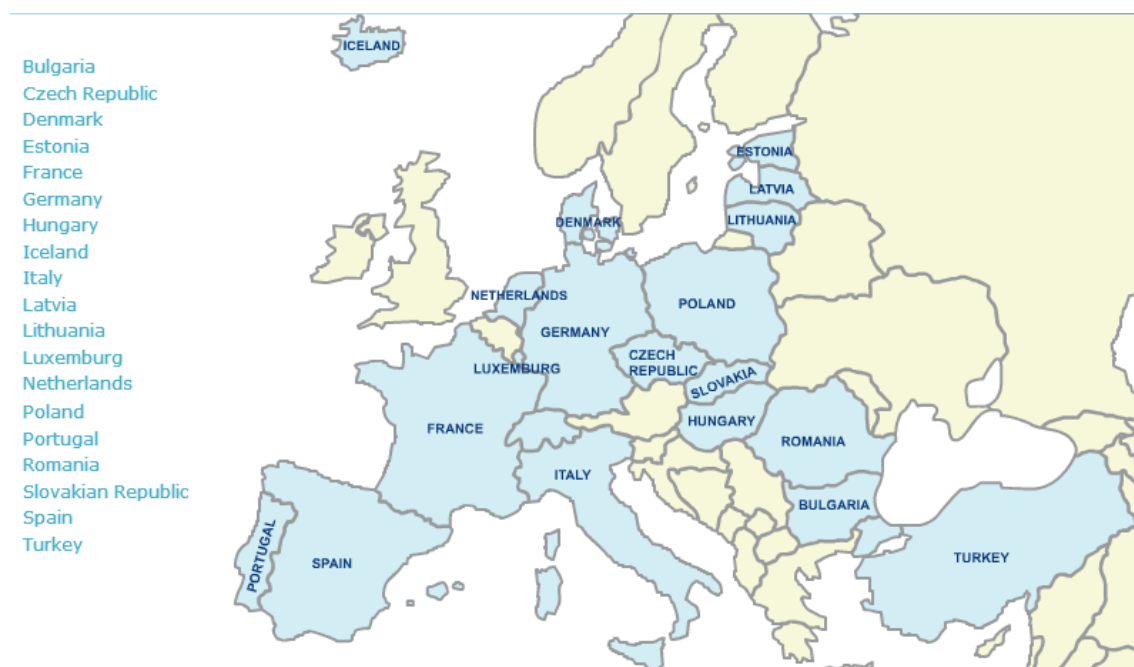 Bulgaria
Czech Republic
Denmark
Estonia
France
Germany
Hungary
Iceland
Italy
Latvia
Lithuania
Luxemburg
Netherlands
Poland
Portugal
Romania
Slovakian Republic
Spain
Turkey
ICELAND
ESTONIA
LATVIA
LITHUANIA
DENMARK
NETHERLANDS
POLAND
GERMANY
CZECH
REPUBLIC
LUXEMBURG
SLOVAKIA
HUNGARY
FRANCE
ROMANIA
ITALY
BULGARIA
PORTUGAL
SPAIN
TURKEY